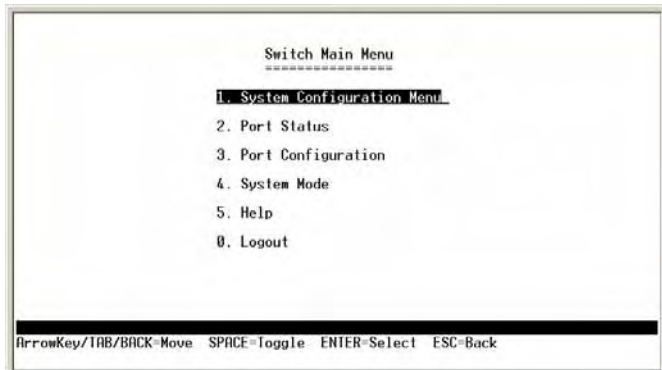 Switch Main Menu
================
1. System Configuration Menu
2. Port Status
3. Port Configuration
4. System Mode
5. Help
0. Logout
ArrowKey/TAB/BACK=Move SPACE=Toggle ENTER=Select ESC=Back